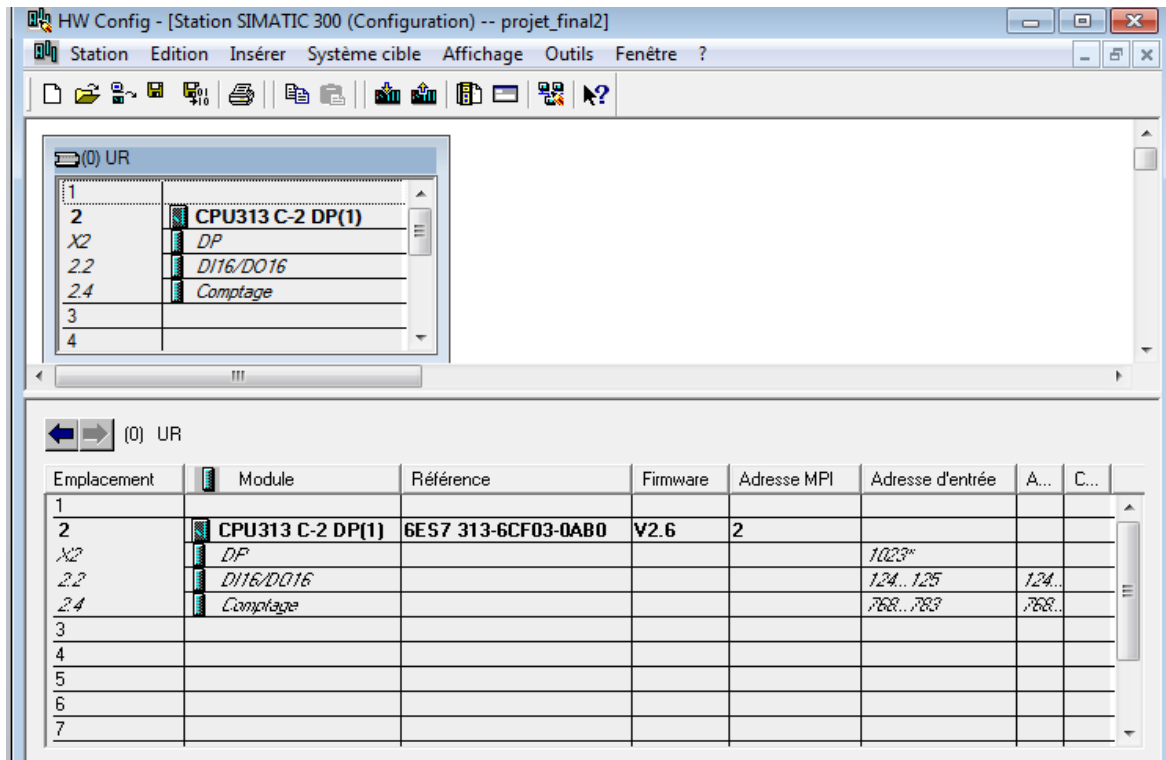 HW Config - [Station SIMATIC 300 (Configuration) -- projet_final2]
Station Edition Insérer Système cible Affichage Outils Fenêtre ?
(0) UR
1
2 CPU313 C-2 DP(1)
X2 DP
2.2 DI16/DO16
2.4 Comptage
3
4
(0) UR
Emplacement Module Référence Firmware Adresse MPI Adresse d'entrée A... C...
1
2 CPU313 C-2 DP(1) 6ES7 313-6CF03-0AB0 V2.6 2
X2 DP 1023*
2.2 DI16/DO16 124...125 124..
2.4 Comptage 768...783 768..
3
4
5
6
7